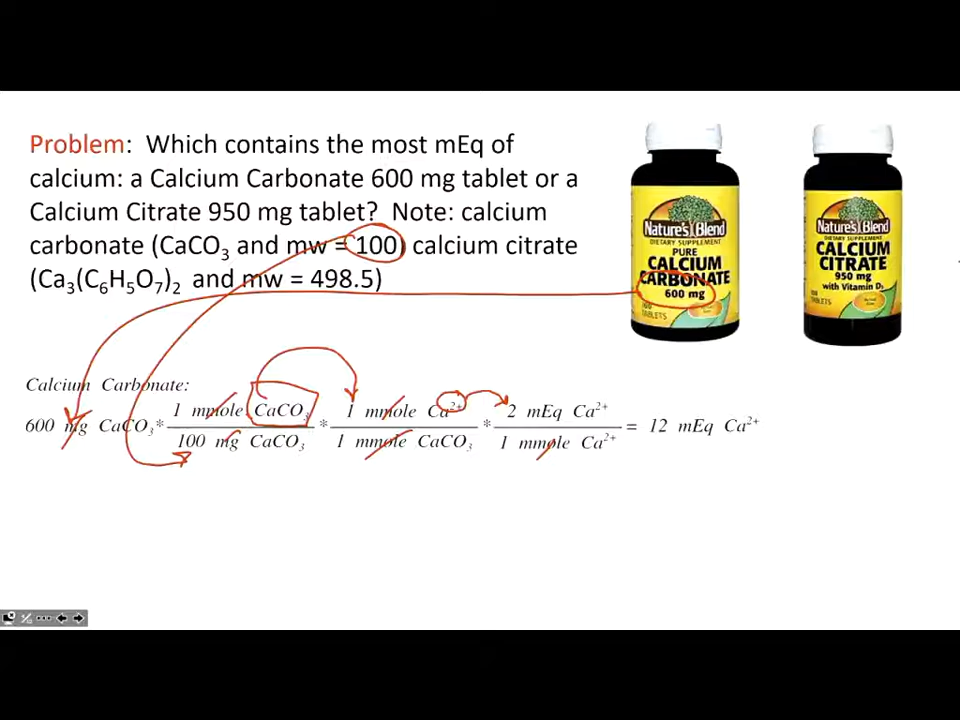 Problem: Which contains the most mEq of
calcium: a Calcium Carbonate 600 mg tablet or a
Calcium Citrate 950 mg tablet? Note: calcium
carbonate (CaCO₃ and mw = 100) calcium citrate
(Ca₃(C₆H₅O₇)₂ and mw = 498.5)
Nature's Blend
DIETARY SUPPLEMENT
PURE
CALCIUM
CARBONATE
600 mg
TABLETS
Nature's Blend
DIETARY SUPPLEMENT
CALCIUM
CITRATE
950 mg
with Vitamin D₃
TABLETS
Calcium Carbonate:
600 mg CaCO₃ * 1 mmole CaCO₃ / 100 mg CaCO₃ * 1 mmole Ca²⁺ / 1 mmole CaCO₃ * 2 mEq Ca²⁺ / 1 mmole Ca²⁺ = 12 mEq Ca²⁺